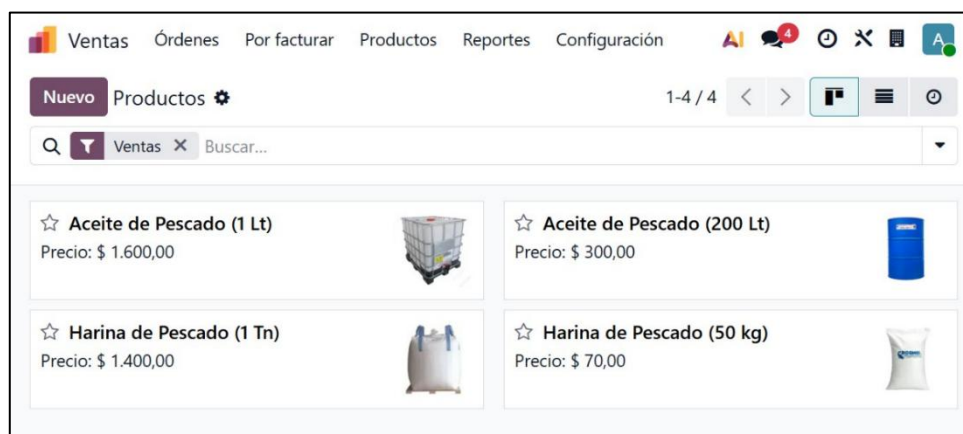 Ventas Órdenes Por facturar Productos Reportes Configuración AI 4 A
Nuevo Productos 1-4 / 4
Ventas Buscar...
Aceite de Pescado (1 Lt)
Precio: $ 1.600,00
Aceite de Pescado (200 Lt)
Precio: $ 300,00
Harina de Pescado (1 Tn)
Precio: $ 1.400,00
Harina de Pescado (50 kg)
Precio: $ 70,00